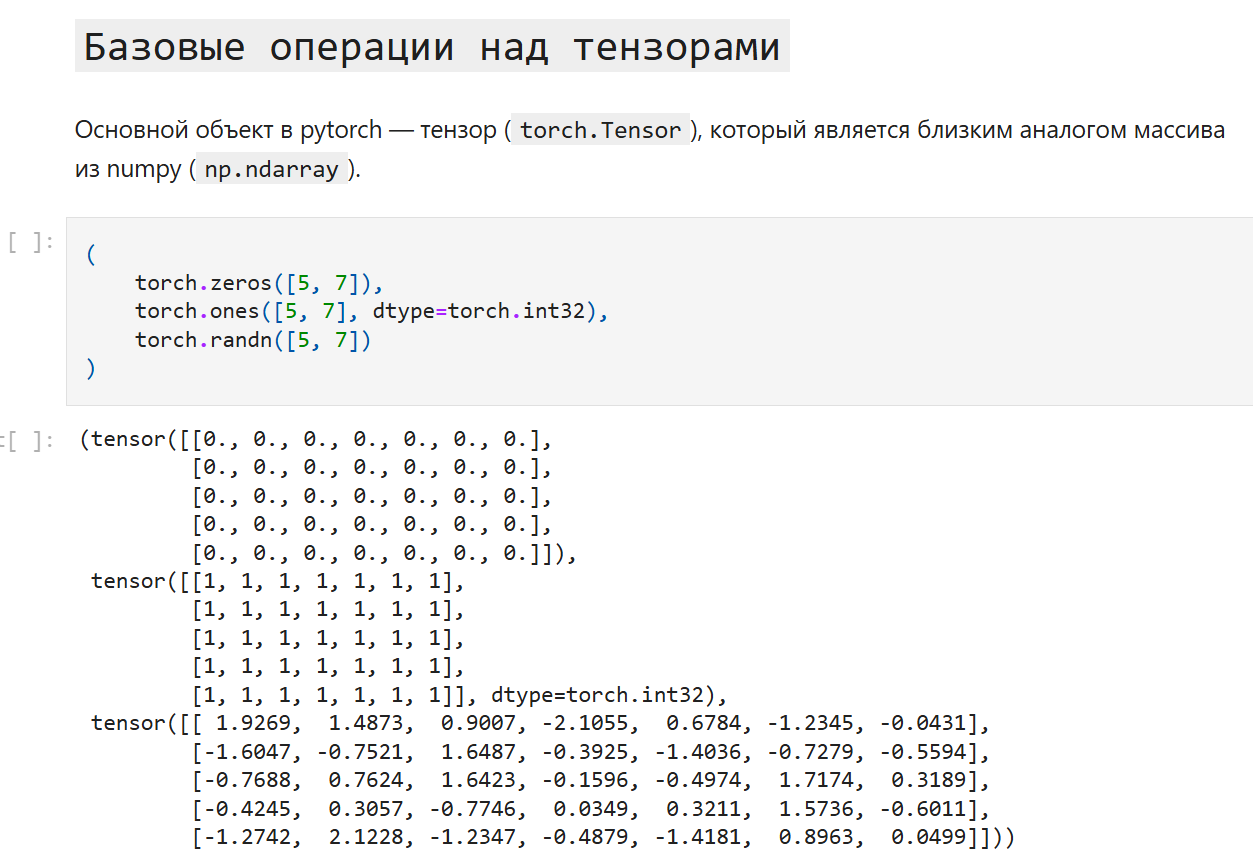 Базовые операции над тензорами
Основной объект в pytorch — тензор ( torch.Tensor ), который является близким аналогом массива
из numpy ( np.ndarray ).
[ ]:
(
    torch.zeros([5, 7]),
    torch.ones([5, 7], dtype=torch.int32),
    torch.randn([5, 7])
)
:[ ]: (tensor([[0., 0., 0., 0., 0., 0., 0.],
         [0., 0., 0., 0., 0., 0., 0.],
         [0., 0., 0., 0., 0., 0., 0.],
         [0., 0., 0., 0., 0., 0., 0.],
         [0., 0., 0., 0., 0., 0., 0.]]),
 tensor([[1, 1, 1, 1, 1, 1, 1],
         [1, 1, 1, 1, 1, 1, 1],
         [1, 1, 1, 1, 1, 1, 1],
         [1, 1, 1, 1, 1, 1, 1],
         [1, 1, 1, 1, 1, 1, 1]], dtype=torch.int32),
 tensor([[ 1.9269,  1.4873,  0.9007, -2.1055,  0.6784, -1.2345, -0.0431],
         [-1.6047, -0.7521,  1.6487, -0.3925, -1.4036, -0.7279, -0.5594],
         [-0.7688,  0.7624,  1.6423, -0.1596, -0.4974,  1.7174,  0.3189],
         [-0.4245,  0.3057, -0.7746,  0.0349,  0.3211,  1.5736, -0.6011],
         [-1.2742,  2.1228, -1.2347, -0.4879, -1.4181,  0.8963,  0.0499]]))